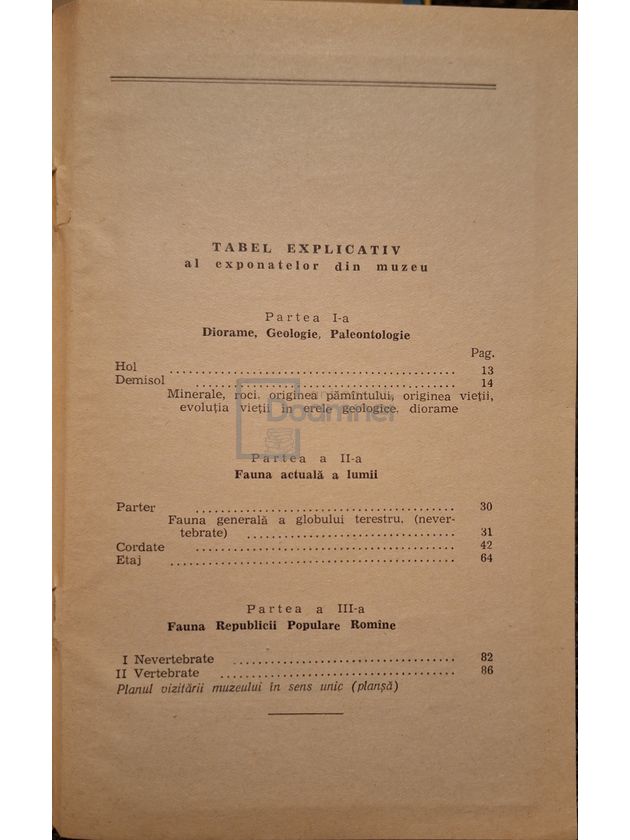 TABEL EXPLICATIV
al exponatelor din muzeu
Partea I-a
Diorame, Geologie, Paleontologie
Pag.
Hol ............................................. 13
Demisol ........................................ 14
Minerale, roci, originea pămîntului, originea vieții,
evoluția vieții în erele geologice, diorame
Doamnei
Partea a II-a
Fauna actuală a lumii
Parter ........................................ 30
Fauna generală a globului terestru, (never-
tebrate) ................................ 31
Cordate ........................................ 42
Etaj ............................................ 64
Partea a III-a
Fauna Republicii Populare Romîne
I Nevertebrate .................................. 82
II Vertebrate .................................... 86
Planul vizitării muzeului în sens unic (planșă)